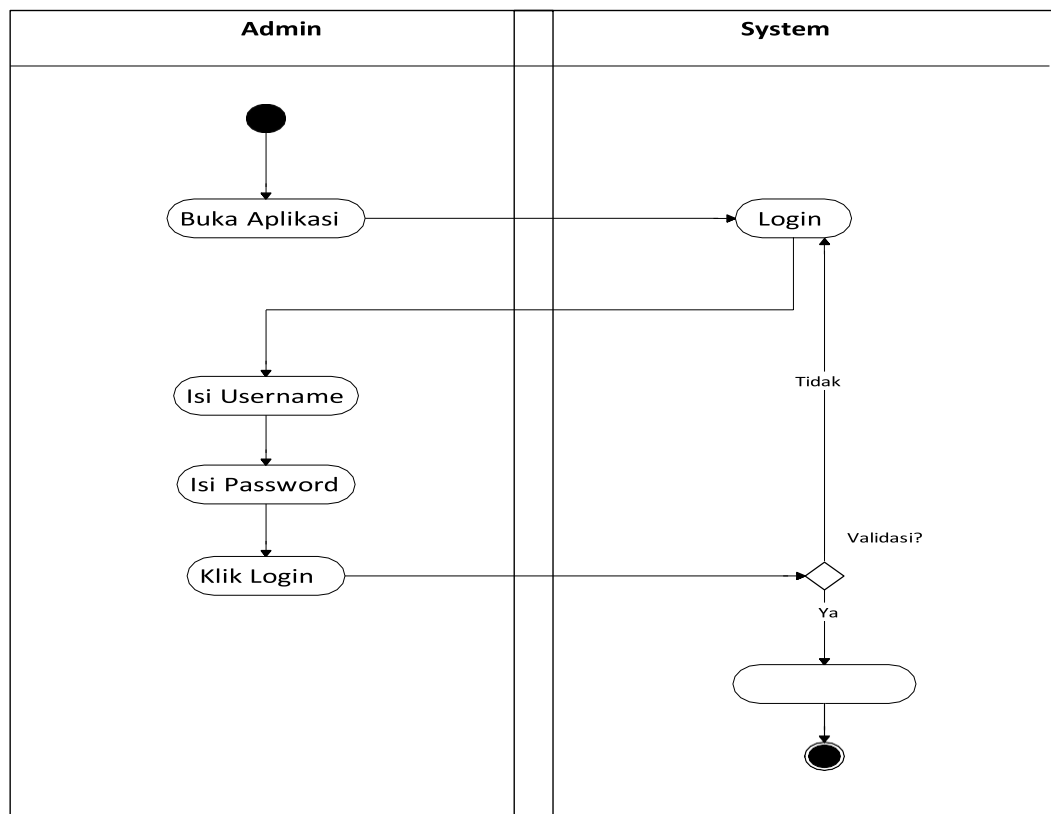 Admin
System
Buka Aplikasi
Login
Tidak
Isi Username
Isi Password
Validasi?
Klik Login
Ya